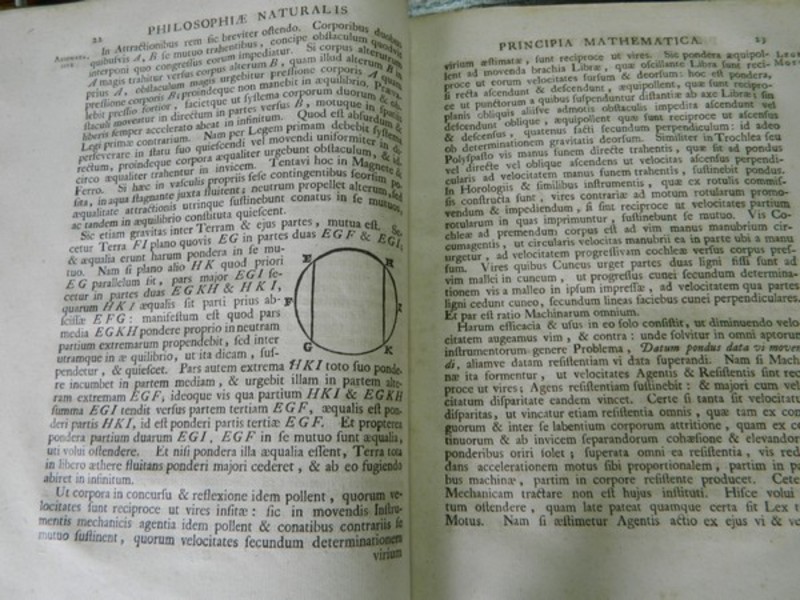 22 PHILOSOPHIÆ NATURALIS
In Attractionibus rem sic breviter ostendo. Corporibus duobus
quibusvis A, B se mutuo trahentibus, concipe obstaculum quodvis
interponi quo congressus eorum impediatur. Si corpus alterutrum
A magis trahitur versus corpus alterum B, quam illud alterum B in
prius A, obstaculum magis urgebitur pressione corporis A quam
pressione corporis B; proindeque non manebit in æquilibrio. Præva-
lebit pressio fortior, facietque ut systema corporum duorum & ob-
staculi moveatur in directum in partes versus B, motuque in spatiis
liberis semper accelerato abeat in infinitum. Quod est absurdum &
Legi primæ contrarium. Nam per Legem primam debebit systema
perseverare in statu suo quiescendi vel movendi uniformiter in di-
rectum, proindeque corpora æqualiter urgebunt obstaculum, & id-
circo æqualiter trahentur in invicem. Tentavi hoc in Magnete &
Ferro. Si hæc in vasculis propriis sese contingentibus seorsim po-
sita, in aqua stagnante juxta fluitent; neutrum propellet alterum, sed
æqualitate attractionis utrinque sustinebunt conatus in se mutuos,
ac tandem in æquilibrio constituta quiescent.
Sic etiam gravitas inter Terram & ejus partes, mutua est. Se-
cetur Terra FI plano quovis EG in partes duas EGF & EGI,
& æqualia erunt harum pondera in se mu-
tuo. Nam si plano alio HK quod priori
EG parallelum sit, pars major EGI se-
cetur in partes duas EGKH & HKI,
quarum HKI æqualis sit parti prius ab-
scissæ EFG: manifestum est quod pars
media EGKH pondere proprio in neutram
partium extremarum propendebit, sed inter
utramque in æquilibrio, ut ita dicam, sus-
pendetur, & quiescet. Pars autem extrema HKI toto suo ponde-
re incumbet in partem mediam, & urgebit illam in partem alte-
ram extremam EGF, ideoque vis qua partium HKI & EGKH
summa EGI tendit versus partem tertiam EGF, æqualis est pon-
deri partis HKI, id est ponderi partis tertiæ EGF. Et propterea
pondera partium duarum EGI, EGF in se mutuo sunt æqualia,
uti volui ostendere. Et nisi pondera illa æqualia essent, Terra tota
in libero æthere fluitans ponderi majori cederet, & ab eo fugiendo
abiret in infinitum.
Ut corpora in concursu & reflexione idem pollent, quorum ve-
locitates sunt reciproce ut vires insitæ: sic in movendis Instru-
mentis mechanicis agentia idem pollent & conatibus contrariis se
mutuo sustinent, quorum velocitates secundum determinationem
virium
E H
F I
G K
PRINCIPIA MATHEMATICA. 23
virium æstimatæ, sunt reciproce ut vires. Sic pondera æquipol-
lent ad movenda brachia Libræ, quæ oscillante Libra sunt reci-
proce ut eorum velocitates sursum & deorsum: hoc est pondera,
si recta ascendunt & descendunt, æquipollent, quæ sunt recipro-
ce ut punctorum a quibus suspenduntur distantiæ ab axe Libræ; sin
planis obliquis aliisve admotis obstaculis impedita ascendunt vel
descendunt oblique, æquipollent quæ sunt reciproce ut ascensus
& descensus, quatenus facti secundum perpendiculum: id adeo
ob determinationem gravitatis deorsum. Similiter in Trochlea seu
Polyspasto vis manus funem directe trahentis, quæ sit ad pondus
vel directe vel oblique ascendens ut velocitas ascensus perpendi-
cularis ad velocitatem manus funem trahentis, sustinebit pondus.
In Horologiis & similibus instrumentis, quæ ex rotulis commis-
sis constructa sunt, vires contrariæ ad motum rotularum promo-
vendum & impediendum, si sint reciproce ut velocitates partium
rotularum in quas imprimuntur, sustinebunt se mutuo. Vis Co-
chleæ ad premendum corpus est ad vim manus manubrium cir-
cumagentis, ut circularis velocitas manubrii ea in parte ubi a manu
urgetur, ad velocitatem progressivam cochleæ versus corpus pres-
sum. Vires quibus Cuneus urget partes duas ligni fissi sunt ad
vim mallei in cuneum, ut progressus cunei secundum determina-
tionem vis a malleo in ipsum impressæ, ad velocitatem qua partes
ligni cedunt cuneo, secundum lineas faciebus cunei perpendiculares.
Et par est ratio Machinarum omnium.
Harum efficacia & usus in eo solo consistit, ut diminuendo velo-
citatem augeamus vim, & contra: unde solvitur in omni aptorum
instrumentorum genere Problema, Datum pondus data vi moven-
di, aliamve datam resistentiam vi data superandi. Nam si Mach
næ ita formentur, ut velocitates Agentis & Resistentis sint rec
proce ut vires; Agens resistentiam sustinebit: & majori cum vel
citatum disparitate eandem vincet. Certe si tanta sit velocitat
disparitas, ut vincatur etiam resistentia omnis, quæ tam ex con
guorum & inter se labentium corporum attritione, quam ex co
tinuorum & ab invicem separandorum cohæsione & elevandor
ponderibus oriri solet; superata omni ea resistentia, vis red
dans accelerationem motus sibi proportionalem, partim in pa
bus machinæ, partim in corpore resistente producet. Cete
Mechanicam tractare non est hujus instituti. Hisce volui
tum ostendere, quam late pateat quamque certa sit Lex t
Motus. Nam si æstimetur Agentis actio ex ejus vi & ve